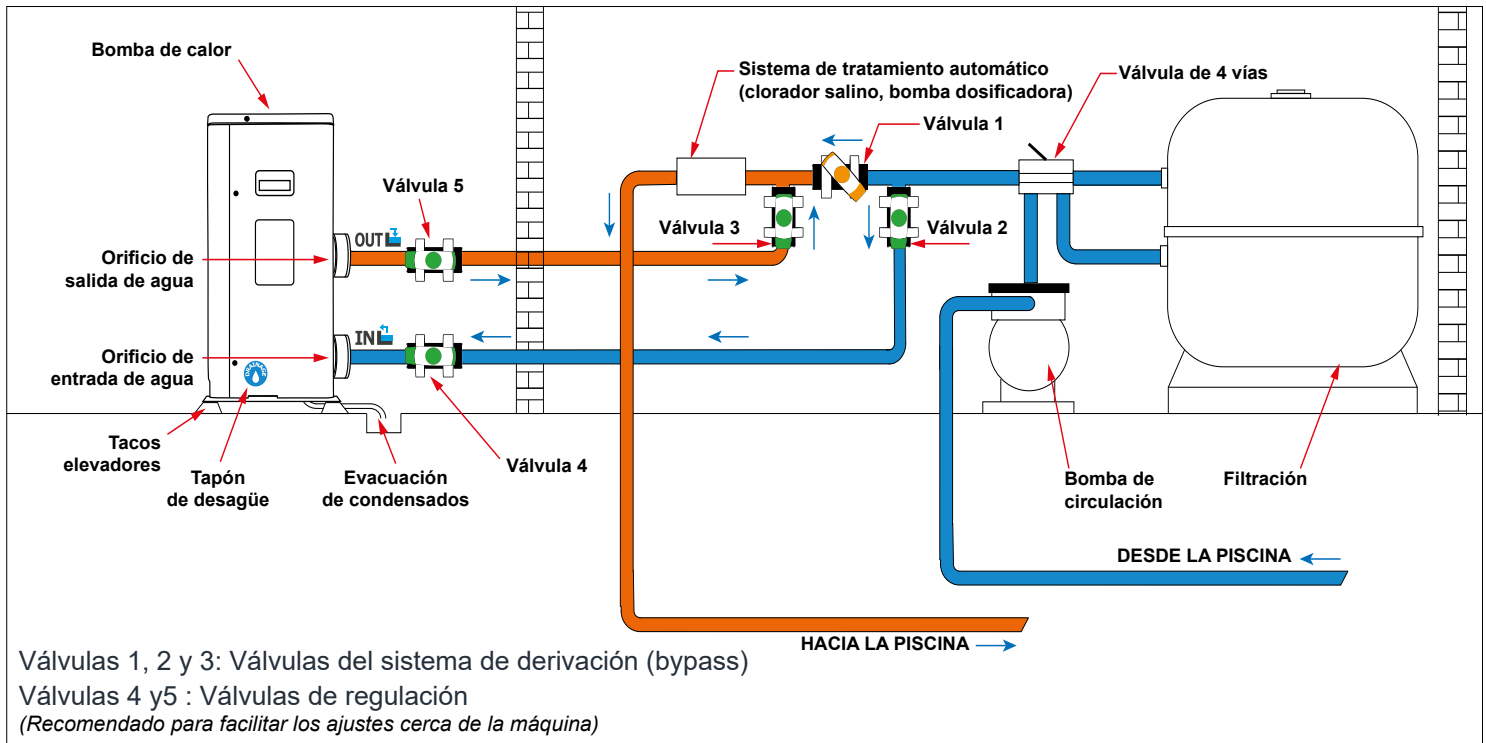 Bomba de calor
Sistema de tratamiento automático
(clorador salino, bomba dosificadora)
Válvula de 4 vías
Válvula 1
Válvula 5
Válvula 3
Válvula 2
OUT
Orificio de
salida de agua
IN
Orificio de
entrada de agua
DRAINAGE
Tacos
elevadores
Tapón
de desagüe
Evacuación
de condensados
Válvula 4
Bomba de
circulación
Filtración
DESDE LA PISCINA
HACIA LA PISCINA
Válvulas 1, 2 y 3: Válvulas del sistema de derivación (bypass)
Válvulas 4 y5 : Válvulas de regulación
(Recomendado para facilitar los ajustes cerca de la máquina)